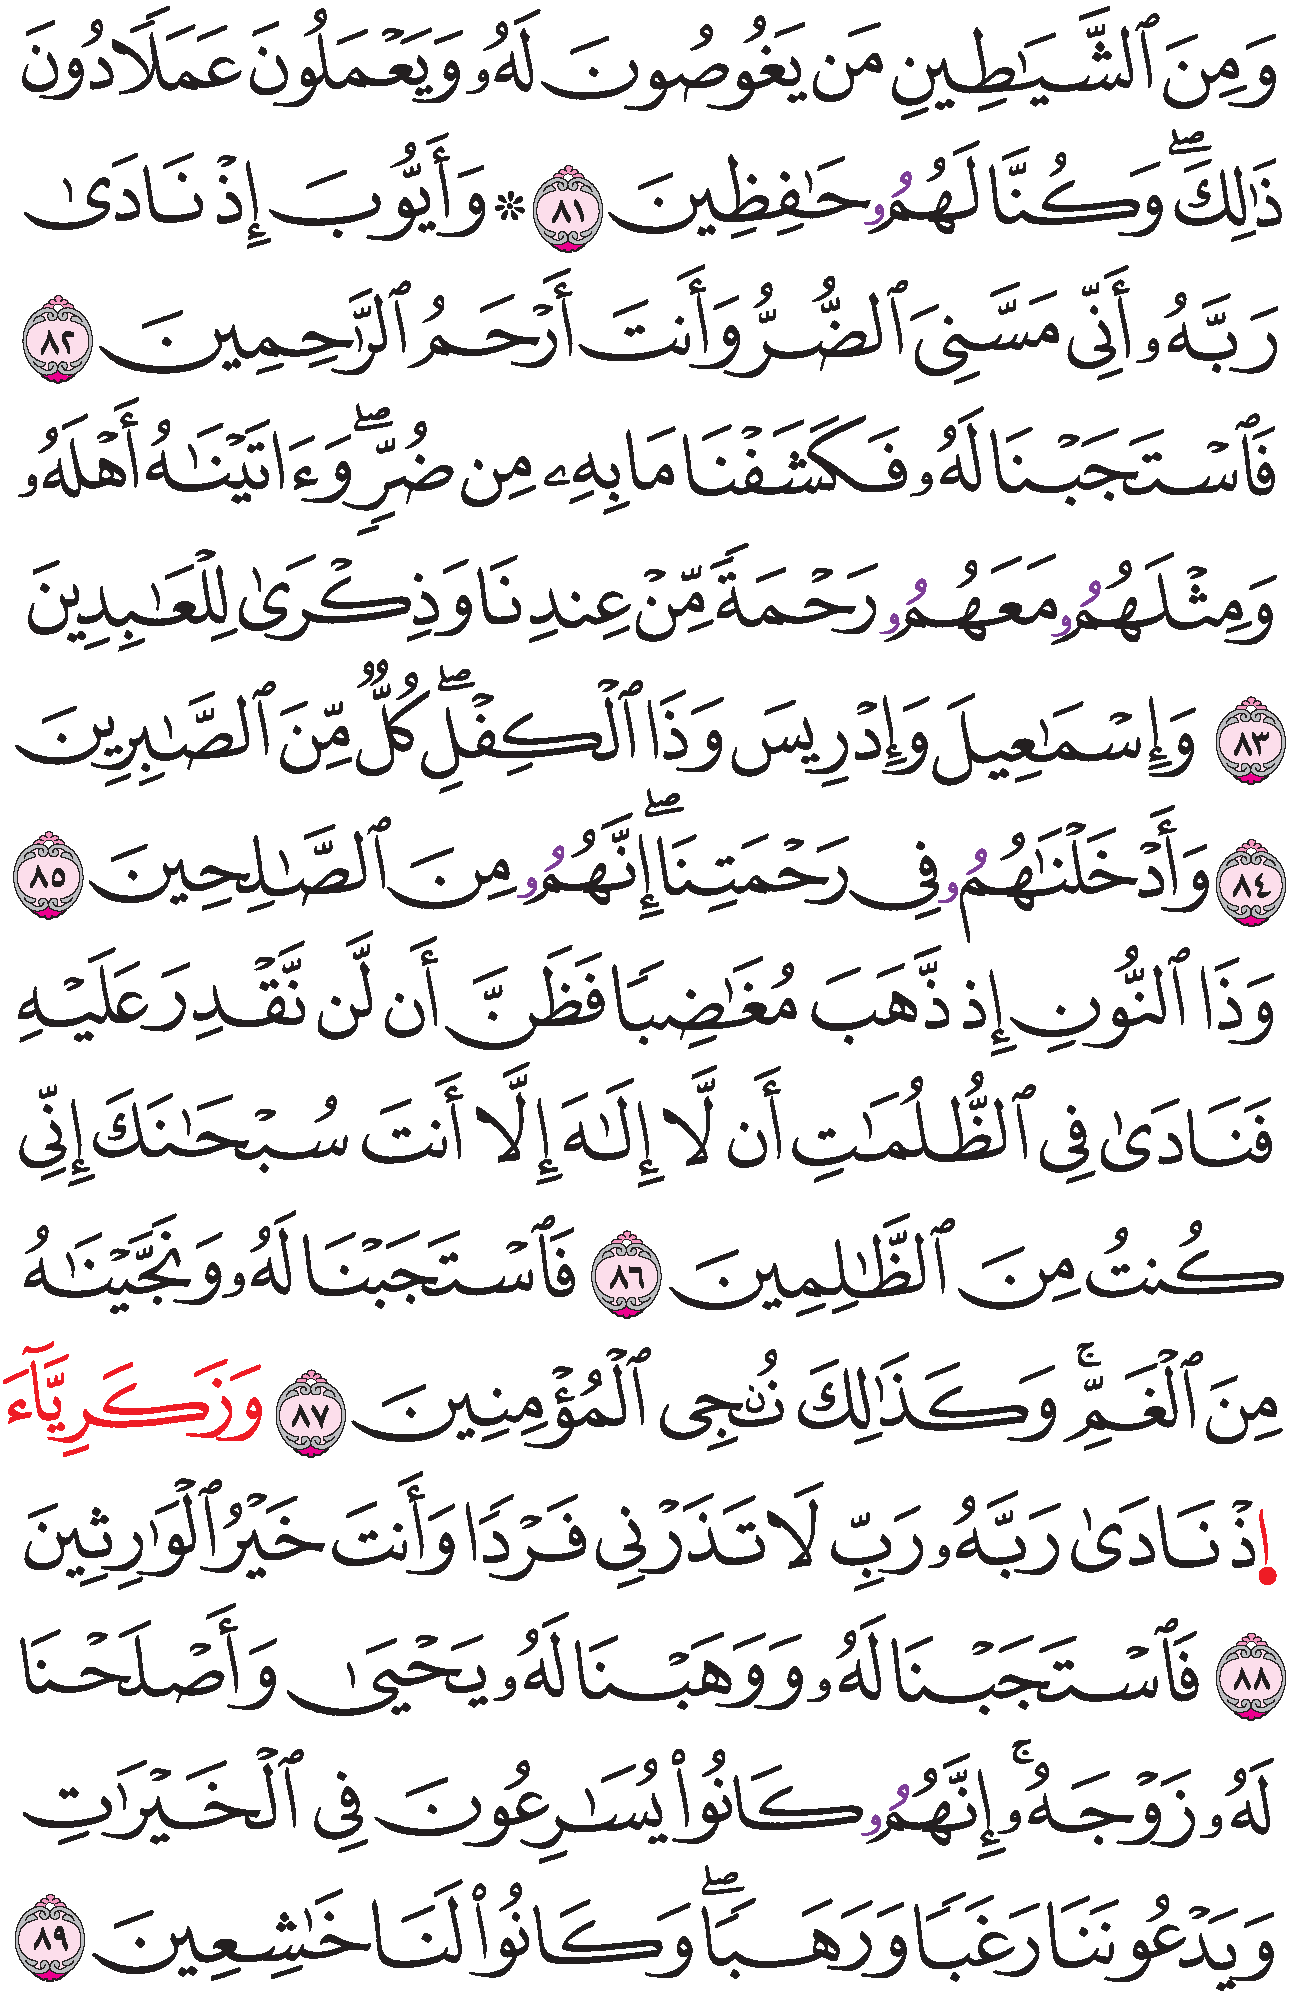 وَمِنَ ٱلشَّيَٰطِينِ مَن يَغُوصُونَ لَهُۥ وَيَعۡمَلُونَ عَمَلٗا دُونَ
ذَٰلِكَۖ وَكُنَّا لَهُمُۥ حَٰفِظِينَ ٨١ ۞ وَأَيُّوبَ إِذۡ نَادَىٰ
رَبَّهُۥٓ أَنِّي مَسَّنِيَ ٱلضُّرُّ وَأَنتَ أَرۡحَمُ ٱلرَّٰحِمِينَ ٨٢
فَٱسۡتَجَبۡنَا لَهُۥ فَكَشَفۡنَا مَا بِهِۦ مِن ضُرّٖۖ وَءَاتَيۡنَٰهُ أَهۡلَهُۥ
وَمِثۡلَهُمُۥ مَعَهُمُۥ رَحۡمَةٗ مِّنۡ عِندِنَا وَذِكۡرَىٰ لِلۡعَٰبِدِينَ
٨٣ وَإِسۡمَٰعِيلَ وَإِدۡرِيسَ وَذَا ٱلۡكِفۡلِۖ كُلّٞ مِّنَ ٱلصَّٰبِرِينَ
٨٤ وَأَدۡخَلۡنَٰهُمُۥ فِي رَحۡمَتِنَاۖ إِنَّهُمُۥ مِنَ ٱلصَّٰلِحِينَ ٨٥
وَذَا ٱلنُّونِ إِذ ذَّهَبَ مُغَٰضِبٗا فَظَنَّ أَن لَّن نَّقۡدِرَ عَلَيۡهِ
فَنَادَىٰ فِي ٱلظُّلُمَٰتِ أَن لَّا إِلَٰهَ إِلَّا أَنتَ سُبۡحَٰنَكَ إِنِّي
كُنتُ مِنَ ٱلظَّٰلِمِينَ ٨٦ فَٱسۡتَجَبۡنَا لَهُۥ وَنَجَّيۡنَٰهُ
مِنَ ٱلۡغَمِّۚ وَكَذَٰلِكَ نُـۨجِي ٱلۡمُؤۡمِنِينَ ٨٧ وَزَكَرِيَّآءَ
إذۡ نَادَىٰ رَبَّهُۥ رَبِّ لَا تَذَرۡنِي فَرۡدٗا وَأَنتَ خَيۡرُ ٱلۡوَٰرِثِينَ
٨٨ فَٱسۡتَجَبۡنَا لَهُۥ وَوَهَبۡنَا لَهُۥ يَحۡيَىٰ وَأَصۡلَحۡنَا
لَهُۥ زَوۡجَهُۥۚ إِنَّهُمُۥ كَانُواْ يُسَٰرِعُونَ فِي ٱلۡخَيۡرَٰتِ
وَيَدۡعُونَنَا رَغَبٗا وَرَهَبٗاۖ وَكَانُواْ لَنَا خَٰشِعِينَ ٨٩